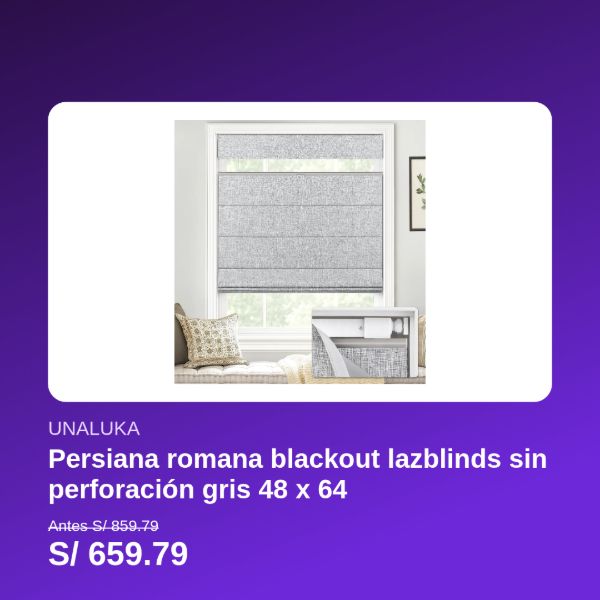 UNALUKA
Persiana romana blackout lazblinds sin
perforación gris 48 x 64
Antes S/ 859.79
S/ 659.79